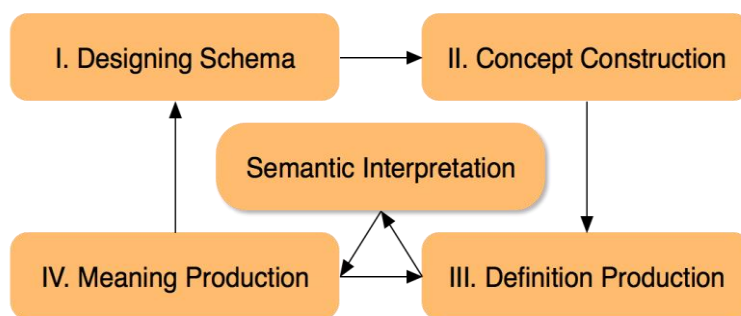 I. Designing Schema
II. Concept Construction
Semantic Interpretation
IV. Meaning Production
III. Definition Production